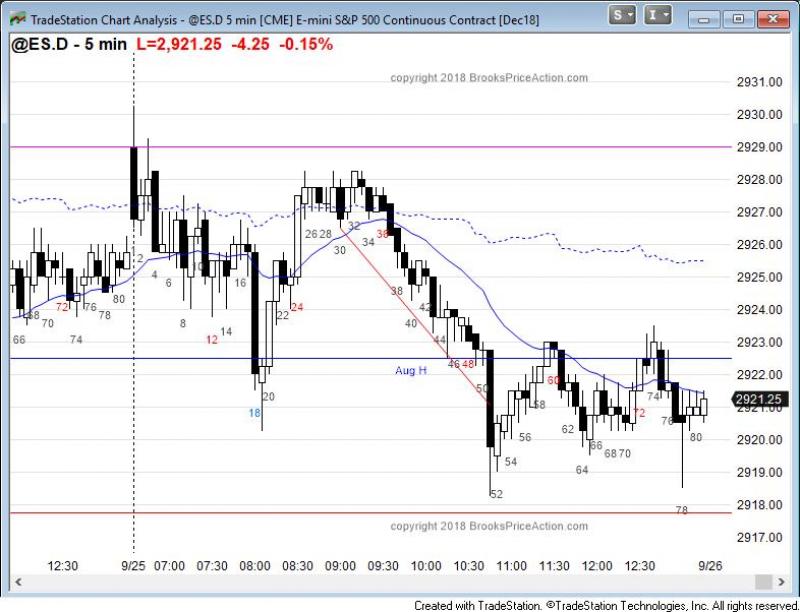 TradeStation Chart Analysis - @ES.D 5 min [CME] E-mini S&P 500 Continuous Contract [Dec18]
S I
@ES.D - 5 min L=2,921.25 -4.25 -0.15%
copyright 2018 BrooksPriceAction.com
2931.00
2930.00
2929.00
2928.00
2927.00
2926.00
2925.00
2924.00
2923.00
2922.00
2921.25
2920.00
2919.00
2918.00
2917.00
66 68 70 72 74 76 78 80
2 4 6 8 10 12 14 16 18 20 22 24
26 28 30 32 34 36 38 40 42 44 46 48 50 52
54 56 58 60 62 64 66 68 70 72 74 76 78 80
Aug H
copyright 2018 BrooksPriceAction.com
12:30 9/25 07:00 07:30 08:00 08:30 09:00 09:30 10:00 10:30 11:00 11:30 12:00 12:30 9/26
Created with TradeStation. ©TradeStation Technologies, Inc. All rights reserved.